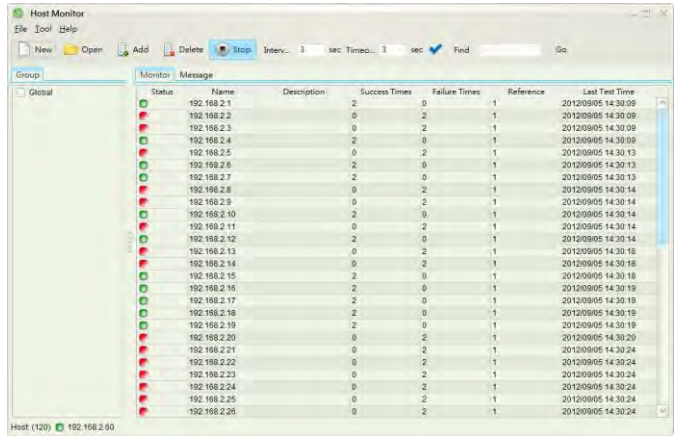 Host Monitor
File Tool Help
New Open Add Delete Stop Interv... 3 sec Timeo... 3 sec Find Go
Group Monitor Message
Global
Status Name Description Success Times Failure Times Reference Last Test Time
192.168.2.1 2 0 1 2012/09/05 14:30:09
192.168.2.2 0 2 1 2012/09/05 14:30:09
192.168.2.3 0 2 1 2012/09/05 14:30:09
192.168.2.4 2 0 1 2012/09/05 14:30:09
192.168.2.5 0 2 1 2012/09/05 14:30:13
192.168.2.6 2 0 1 2012/09/05 14:30:13
192.168.2.7 2 0 1 2012/09/05 14:30:13
192.168.2.8 0 2 1 2012/09/05 14:30:14
192.168.2.9 0 2 1 2012/09/05 14:30:14
192.168.2.10 2 0 1 2012/09/05 14:30:14
192.168.2.11 0 2 1 2012/09/05 14:30:14
192.168.2.12 2 0 1 2012/09/05 14:30:14
192.168.2.13 0 2 1 2012/09/05 14:30:18
192.168.2.14 0 2 1 2012/09/05 14:30:18
192.168.2.15 2 0 1 2012/09/05 14:30:18
192.168.2.16 2 0 1 2012/09/05 14:30:19
192.168.2.17 2 0 1 2012/09/05 14:30:19
192.168.2.18 2 0 1 2012/09/05 14:30:19
192.168.2.19 2 0 1 2012/09/05 14:30:19
192.168.2.20 0 2 1 2012/09/05 14:30:20
192.168.2.21 0 2 1 2012/09/05 14:30:24
192.168.2.22 0 2 1 2012/09/05 14:30:24
192.168.2.23 0 2 1 2012/09/05 14:30:24
192.168.2.24 0 2 1 2012/09/05 14:30:24
192.168.2.25 0 2 1 2012/09/05 14:30:24
192.168.2.26 0 2 1 2012/09/05 14:30:24
Host: (120) 192.168.2.60